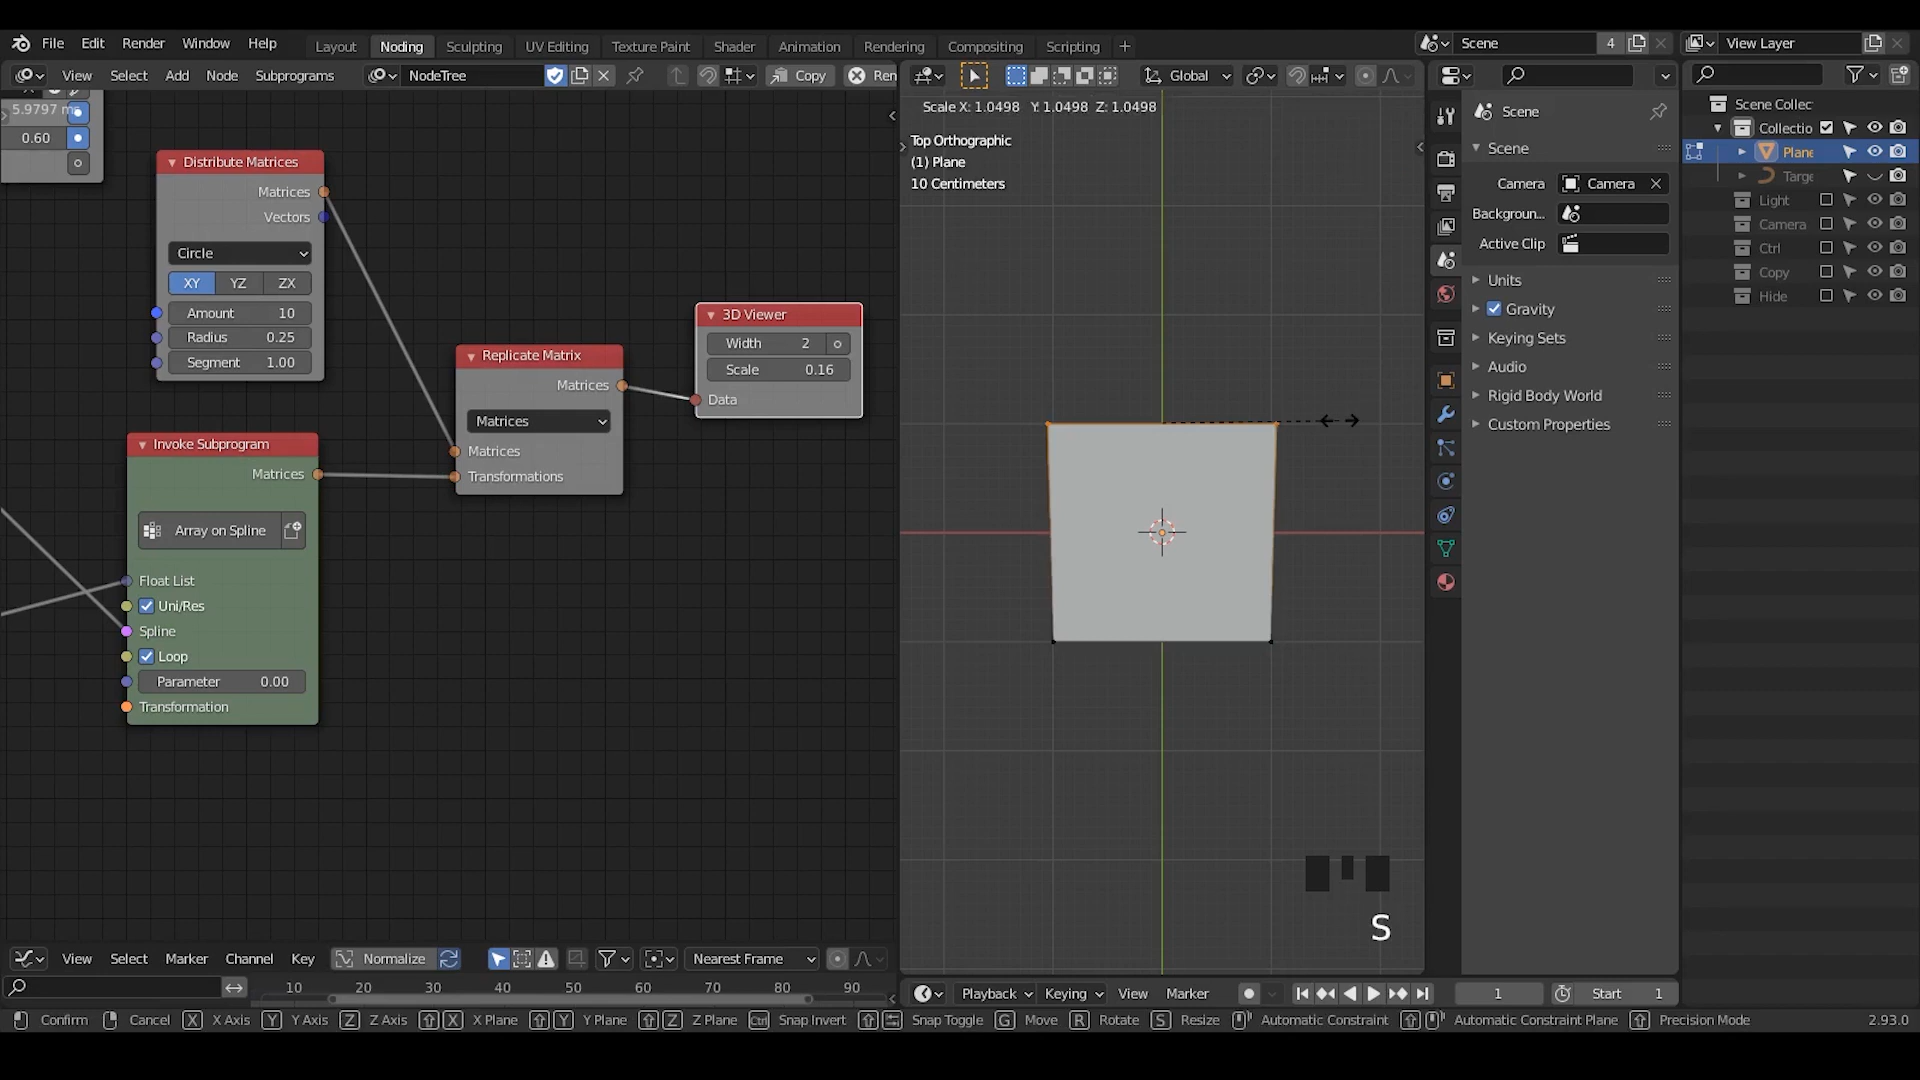 File Edit Render Window Help Layout Noding Sculpting UV Editing Texture Paint Shader Animation Rendering Compositing Scripting Scene 4 View Layer
View Select Add Node Subprograms NodeTree Copy Ren Global
5.9797 ms
0.60
Distribute Matrices
Matrices
Vectors
Circle
XY YZ ZX
Amount 10
Radius 0.25
Segment 1.00
Invoke Subprogram
Matrices
Array on Spline
Float List
Uni/Res
Spline
Loop
Parameter 0.00
Transformation
Replicate Matrix
Matrices
Matrices
Matrices
Transformations
3D Viewer
Width 2
Scale 0.16
Data
Scale X: 1.0498 Y: 1.0498 Z: 1.0498
Top Orthographic
(1) Plane
10 Centimeters
S
Scene
Scene
Camera Camera
Backgroun...
Active Clip
Units
Gravity
Keying Sets
Audio
Rigid Body World
Custom Properties
Scene Collec
Collectio
Plane
Targe
Light
Camera
Ctrl
Copy
Hide
View Select Marker Channel Key Normalize Nearest Frame
10 20 30 40 50 60 70 80 90
Playback Keying View Marker 1 Start 1
Confirm Cancel X X Axis Y Y Axis Z Z Axis X X Plane Y Y Plane Z Z Plane Ctrl Snap Invert Snap Toggle G Move R Rotate S Resize Automatic Constraint Automatic Constraint Plane Precision Mode 2.93.0